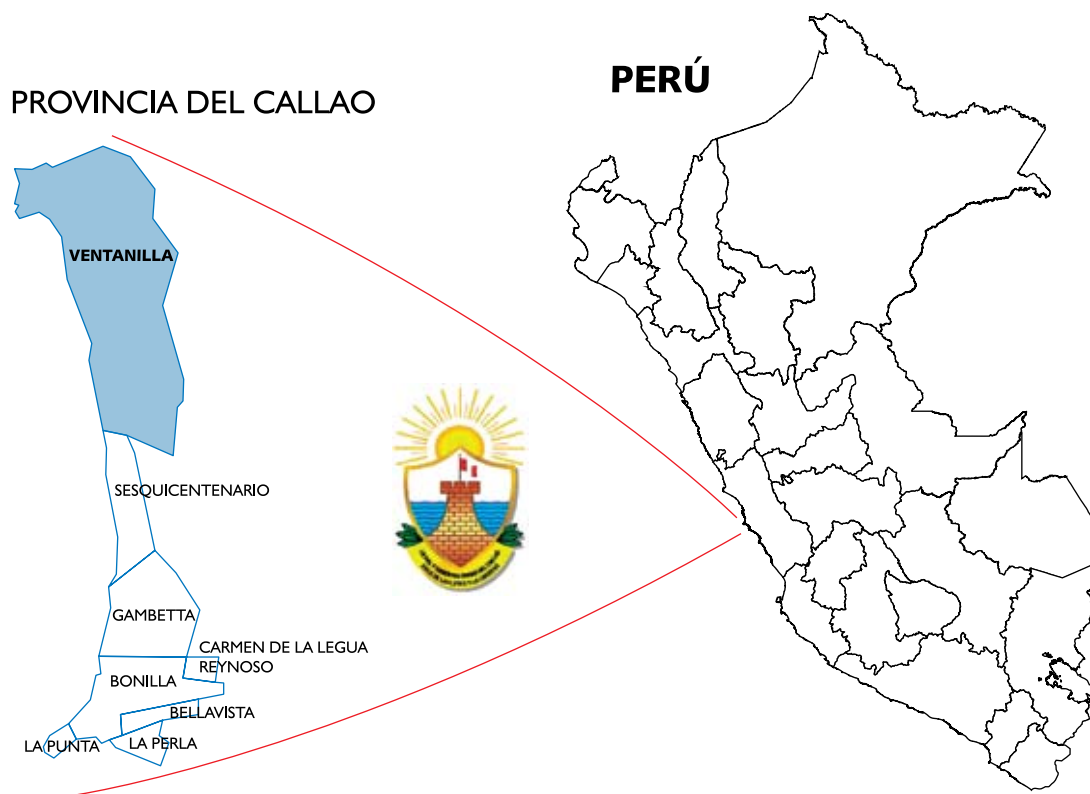 PERÚ
PROVINCIA DEL CALLAO
VENTANILLA
SESQUICENTENARIO
GAMBETTA
CARMEN DE LA LEGUA
REYNOSO
BONILLA
BELLAVISTA
LA PUNTA
LA PERLA